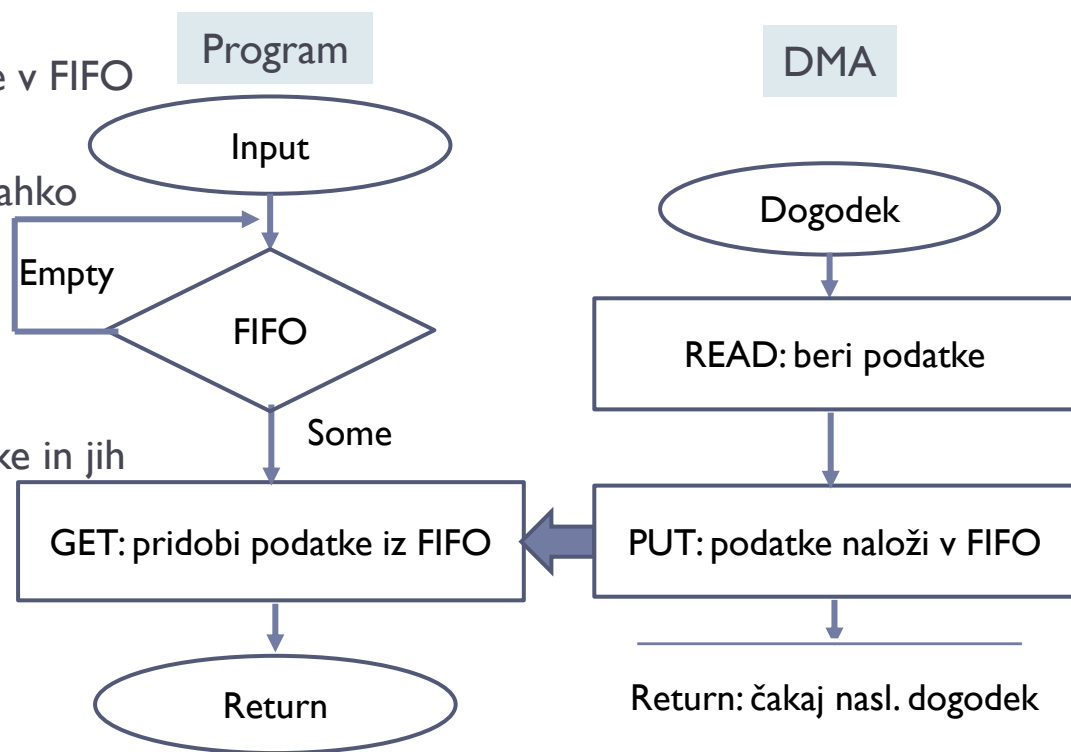 Program
DMA
e v FIFO
Input
ahko
Dogodek
Empty
FIFO
READ: beri podatke
Some
ke in jih
GET: pridobi podatke iz FIFO
PUT: podatke naloži v FIFO
Return
Return: čakaj nasl. dogodek